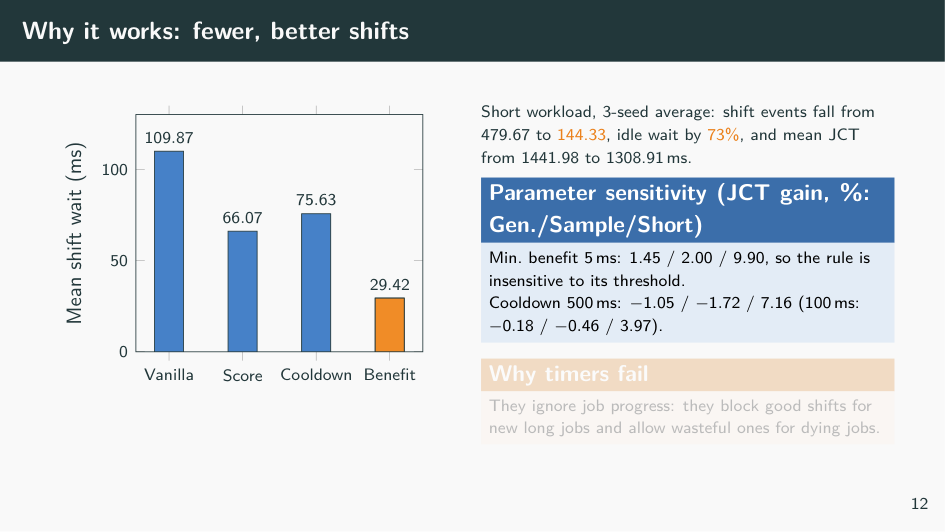 Why it works: fewer, better shifts
Mean shift wait (ms)
100
50
0
109.87
66.07
75.63
29.42
Vanilla
Score
Cooldown
Benefit
Short workload, 3-seed average: shift events fall from
479.67 to 144.33, idle wait by 73%, and mean JCT
from 1441.98 to 1308.91 ms.
Parameter sensitivity (JCT gain, %:
Gen./Sample/Short)
Min. benefit 5 ms: 1.45 / 2.00 / 9.90, so the rule is
insensitive to its threshold.
Cooldown 500 ms: −1.05 / −1.72 / 7.16 (100 ms:
−0.18 / −0.46 / 3.97).
Why timers fail
They ignore job progress: they block good shifts for
new long jobs and allow wasteful ones for dying jobs.
12